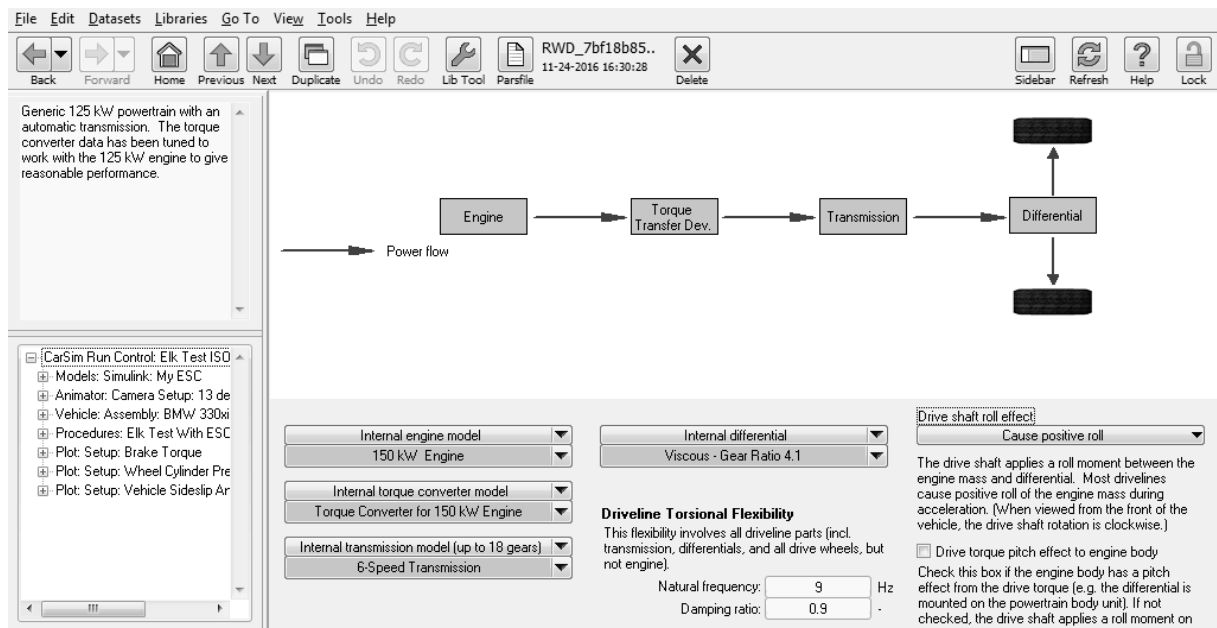 File Edit Datasets Libraries Go To View Tools Help
Back Forward Home Previous Next Duplicate Undo Redo Lib Tool Parsfile RWD_7bf18b85.. 11-24-2016 16:30:28 Delete Sidebar Refresh Help Lock
Generic 125 kW powertrain with an
automatic transmission. The torque
converter data has been tuned to
work with the 125 kW engine to give
reasonable performance.
Engine
Torque
Transfer Dev.
Transmission
Differential
Power flow
CarSim Run Control: Elk Test ISO
Models: Simulink: My ESC
Animator: Camera Setup: 13 de
Vehicle: Assembly: BMW 330xi
Procedures: Elk Test With ESC
Plot: Setup: Brake Torque
Plot: Setup: Wheel Cylinder Pre
Plot: Setup: Vehicle Sideslip Ar
Internal engine model
150 kW Engine
Internal torque converter model
Torque Converter for 150 kW Engine
Internal transmission model (up to 18 gears)
6-Speed Transmission
Internal differential
Viscous - Gear Ratio 4.1
Driveline Torsional Flexibility
This flexibility involves all driveline parts (incl.
transmission, differentials, and all drive wheels, but
not engine).
Natural frequency: 9 Hz
Damping ratio: 0.9 -
Drive shaft roll effect
Cause positive roll
The drive shaft applies a roll moment between the
engine mass and differential. Most drivelines
cause positive roll of the engine mass during
acceleration. (When viewed from the front of the
vehicle, the drive shaft rotation is clockwise.)
Drive torque pitch effect to engine body
Check this box if the engine body has a pitch
effect from the drive torque (e.g. the differential is
mounted on the powertrain body unit). If not
checked, the drive shaft applies a roll moment on